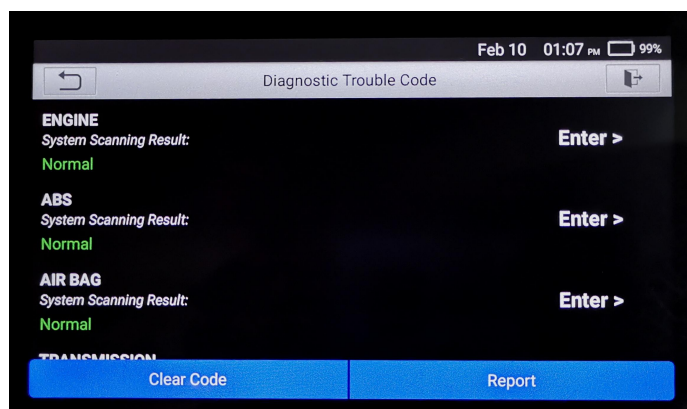 Feb 10 01:07 PM 99%
Diagnostic Trouble Code
ENGINE
System Scanning Result:
Enter >
Normal
ABS
System Scanning Result:
Enter >
Normal
AIR BAG
System Scanning Result:
Enter >
Normal
TRANSMISSION
Clear Code Report